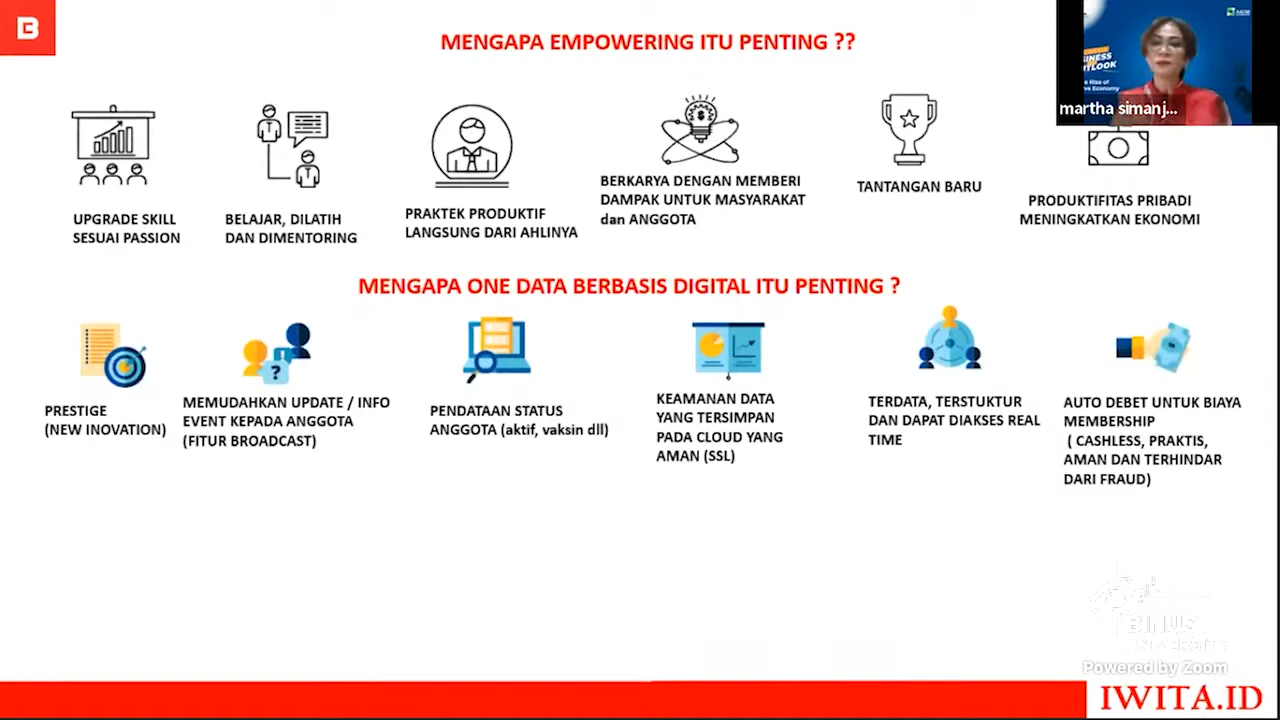 B
MENGAPA EMPOWERING ITU PENTING ??
martha simanj...
UPGRADE SKILL
SESUAI PASSION
BELAJAR, DILATIH
DAN DIMENTORING
PRAKTEK PRODUKTIF
LANGSUNG DARI AHLINYA
BERKARYA DENGAN MEMBERI
DAMPAK UNTUK MASYARAKAT
dan ANGGOTA
TANTANGAN BARU
PRODUKTIFITAS PRIBADI
MENINGKATKAN EKONOMI
MENGAPA ONE DATA BERBASIS DIGITAL ITU PENTING ?
PRESTIGE
(NEW INOVATION)
MEMUDAHKAN UPDATE / INFO
EVENT KEPADA ANGGOTA
(FITUR BROADCAST)
PENDATAAN STATUS
ANGGOTA (aktif, vaksin dll)
KEAMANAN DATA
YANG TERSIMPAN
PADA CLOUD YANG
AMAN (SSL)
TERDATA, TERSTUKTUR
DAN DAPAT DIAKSES REAL
TIME
AUTO DEBET UNTUK BIAYA
MEMBERSHIP
( CASHLESS, PRAKTIS,
AMAN DAN TERHINDAR
DARI FRAUD)
BINUS
UNIVERSITY
Powered by Zoom
IWITA.ID